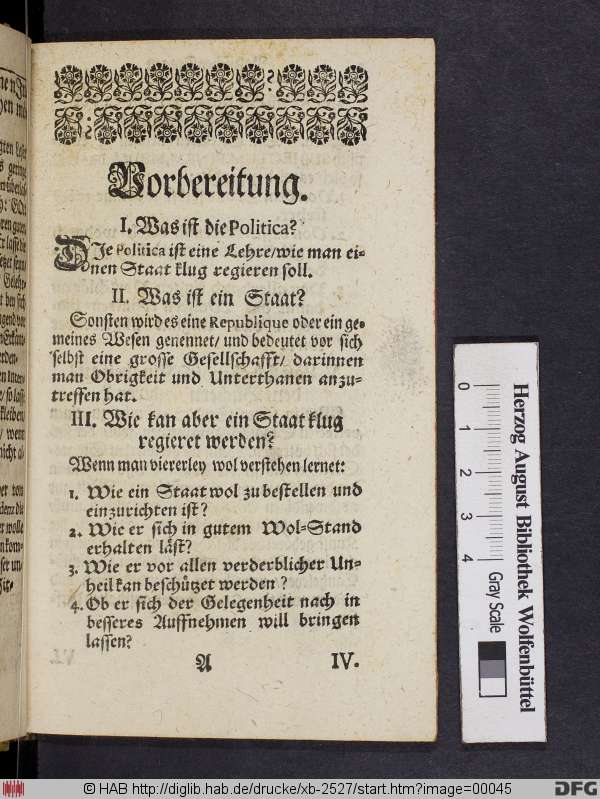 Vorbereitung.
I. Was ist die Politica?
DIe Politica ist eine Lehre/wie man ei-
nen Staat klug regieren soll.
II. Was ist ein Staat?
Sonsten wird es eine Republique oder ein ge-
meines Wesen genennet/ und bedeutet vor sich
selbst eine grosse Gesellschafft/ darinnen
man Obrigkeit und Unterthanen anzu-
treffen hat.
III. Wie kan aber ein Staat klug
regieret werden?
Wenn man viererley wol verstehen lernet:
1. Wie ein Staat wol zu bestellen und
einzurichten ist?
2. Wie er sich in gutem Wol-Stand
erhalten läst?
3. Wie er vor allen verderblicher Un-
heil kan beschützet werden ?
4. Ob er sich der Gelegenheit nach in
besseres Auffnehmen will bringen
lassen?
A IV.
0 1 2 3 4
Gray Scale
Herzog August Bibliothek Wolfenbüttel
© HAB http://diglib.hab.de/drucke/xb-2527/start.htm?image=00045
DFG